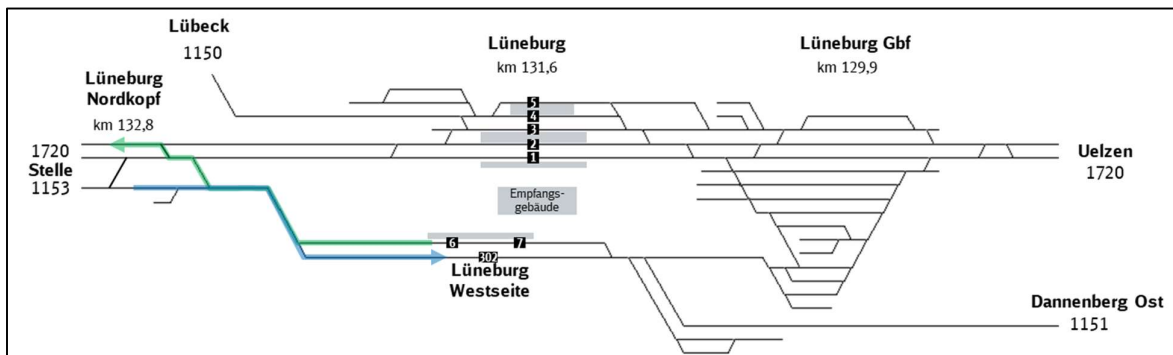 Lübeck
1150
Lüneburg
Nordkopf
km 132,8
Lüneburg
km 131,6
Lüneburg Gbf
km 129,9
5
4
3
2
1
1720
Stelle
1153
Uelzen
1720
Empfangs-
gebäude
6
7
302
Lüneburg
Westseite
Dannenberg Ost
1151